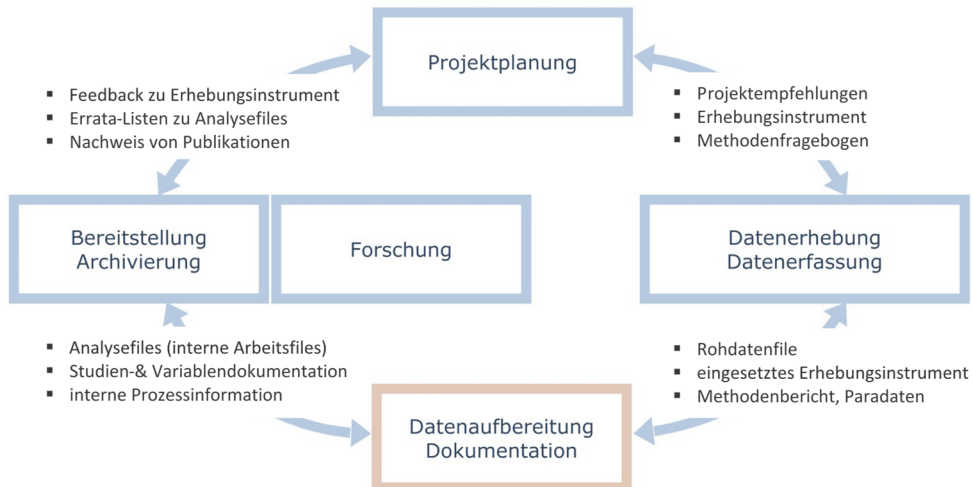 Projektplanung
▪ Feedback zu Erhebungsinstrument
▪ Errata-Listen zu Analysefiles
▪ Nachweis von Publikationen
▪ Projektempfehlungen
▪ Erhebungsinstrument
▪ Methodenfragebogen
Bereitstellung
Archivierung
Forschung
Datenerhebung
Datenerfassung
▪ Analysefiles (interne Arbeitsfiles)
▪ Studien-& Variablendokumentation
▪ interne Prozessinformation
▪ Rohdatenfile
▪ eingesetztes Erhebungsinstrument
▪ Methodenbericht, Paradaten
Datenaufbereitung
Dokumentation